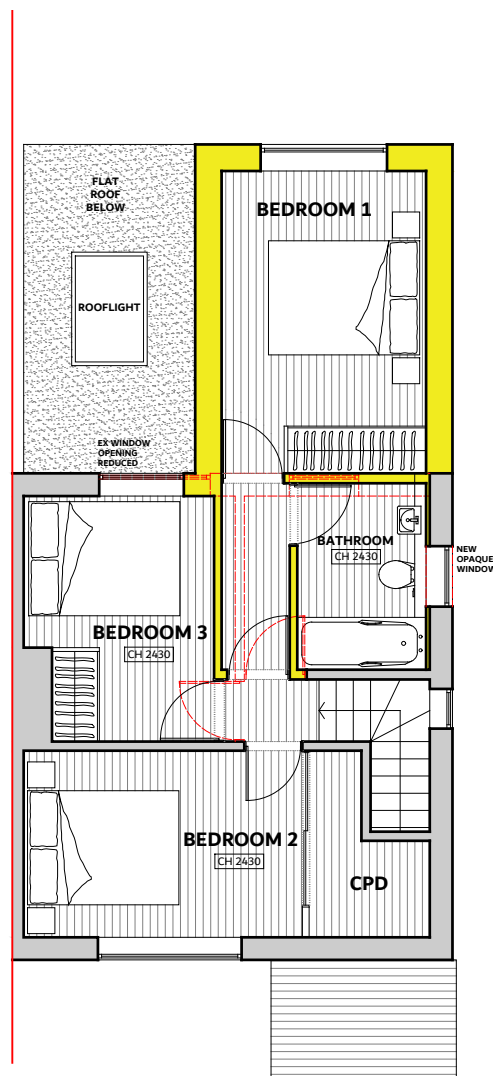 FLAT
ROOF
BELOW
BEDROOM 1
ROOFLIGHT
EX WINDOW
OPENING
REDUCED
BATHROOM
CH 2430
NEW
OPAQUE
WINDOW
BEDROOM 3
CH 2430
BEDROOM 2
CH 2430
CPD